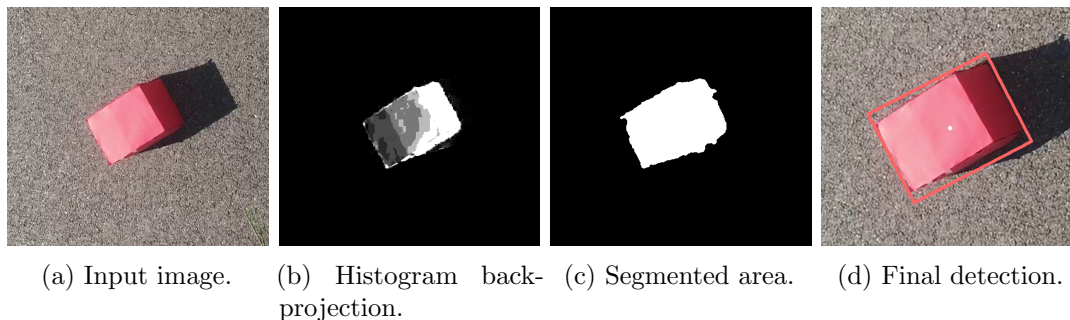 (a) Input image.
(b) Histogram back-
projection.
(c) Segmented area.
(d) Final detection.